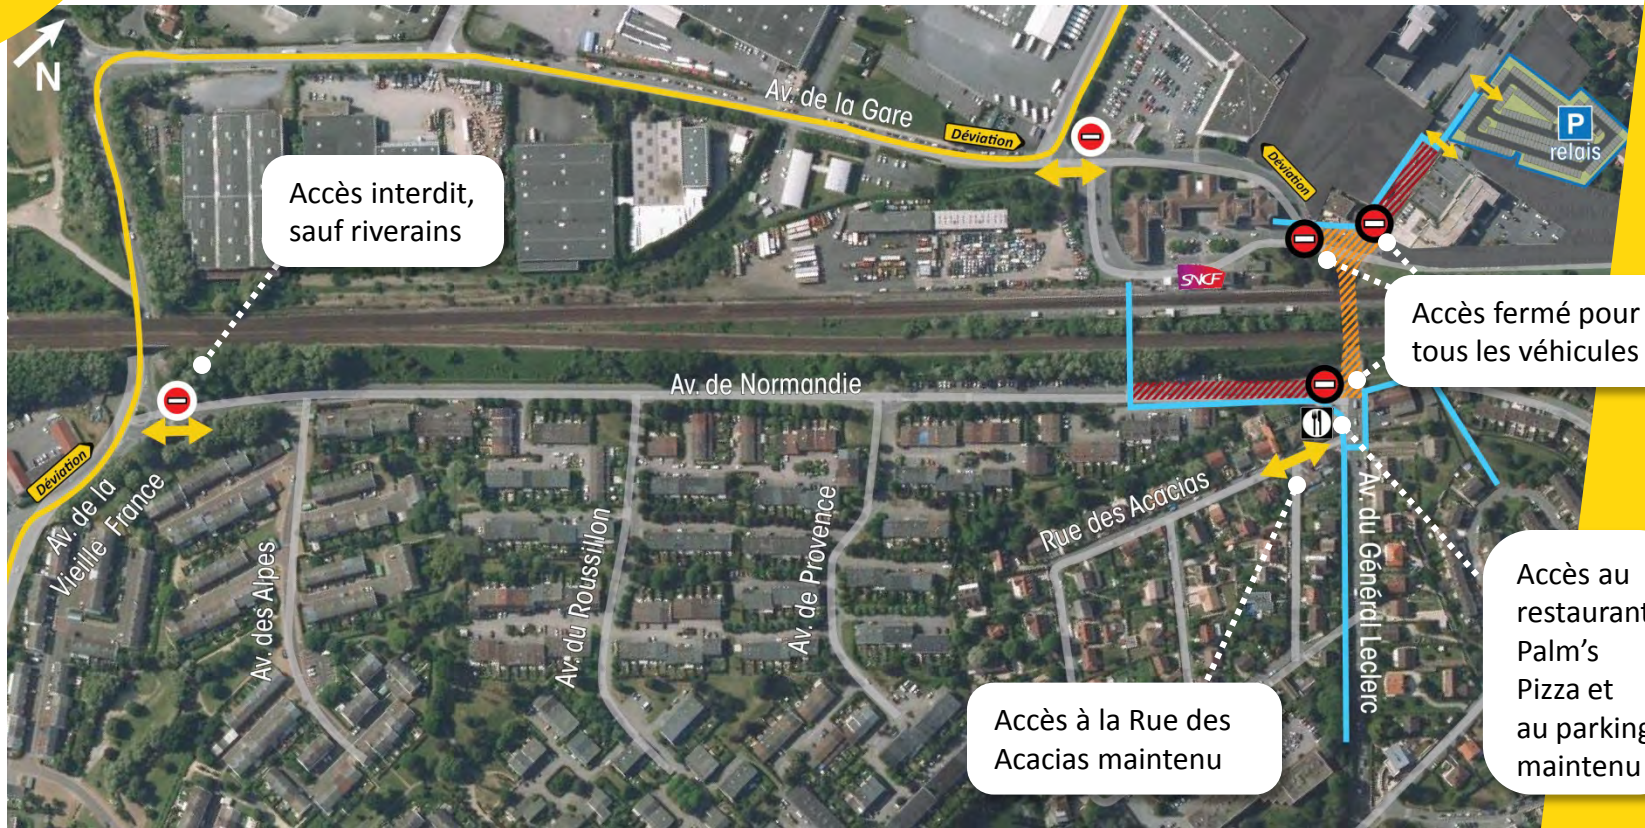 N
Av. de la Gare
Déviation
Déviation
P
relais
Accès interdit,
sauf riverains
SNCF
Accès fermé pour
tous les véhicules
Av. de Normandie
Déviation
Av. de la
Vieille France
Av. des Alpes
Av. du Roussillon
Av. de Provence
Rue des Acacias
Av. du Général Leclerc
Accès à la Rue des
Acacias maintenu
Accès au
restaurant
Palm’s
Pizza et
au parking
maintenu